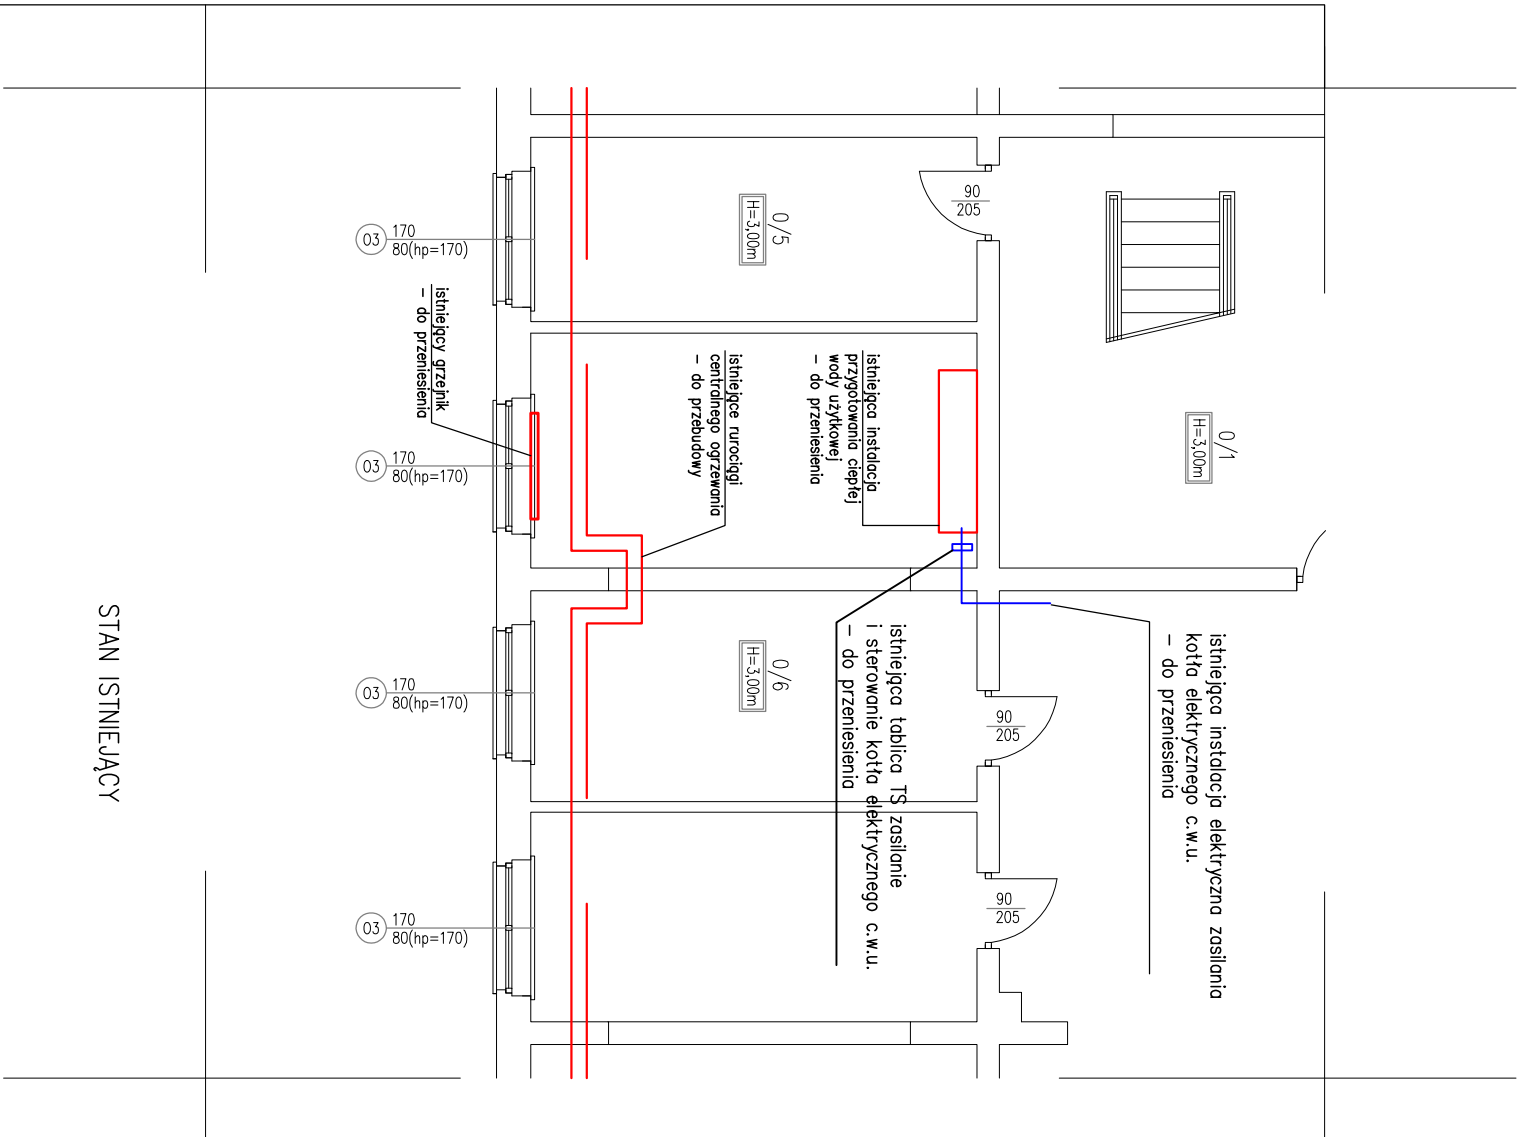 0/1
H=3,00m
istniejąca instalacja elektryczna zasilania
kotła elektrycznego c.w.u.
– do przeniesienia
90
205
90
205
90
205
istniejąca instalacja
przygotowania ciepłej
wody użytkowej
– do przeniesienia
istniejąca tablica TS zasilanie
i sterowanie kotła elektrycznego c.w.u.
– do przeniesienia
0/5
H=3,00m
0/6
H=3,00m
istniejące rurociągi
centralnego ogrzewania
– do przebudowy
istniejący grzejnik
– do przeniesienia
03
170
80(hp=170)
03
170
80(hp=170)
03
170
80(hp=170)
03
170
80(hp=170)
STAN ISTNIEJĄCY